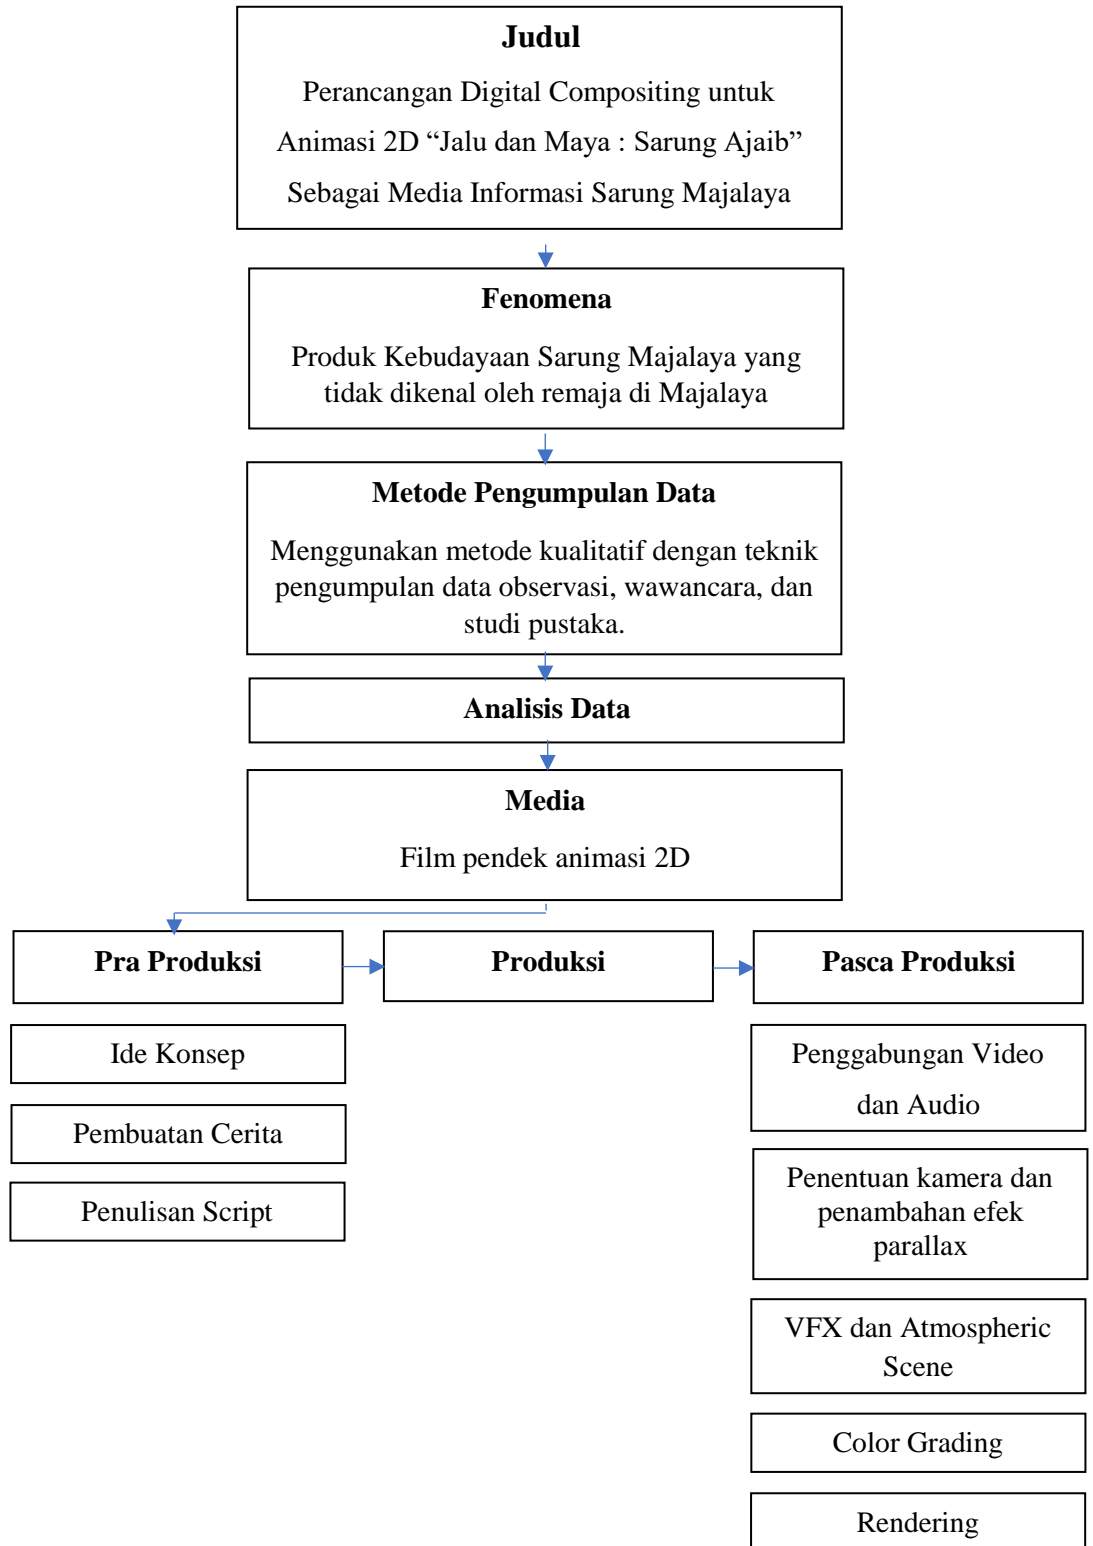 Judul
Perancangan Digital Compositing untuk
Animasi 2D “Jalu dan Maya : Sarung Ajaib”
Sebagai Media Informasi Sarung Majalaya
Fenomena
Produk Kebudayaan Sarung Majalaya yang
tidak dikenal oleh remaja di Majalaya
Metode Pengumpulan Data
Menggunakan metode kualitatif dengan teknik
pengumpulan data observasi, wawancara, dan
studi pustaka.
Analisis Data
Media
Film pendek animasi 2D
Pra Produksi
Ide Konsep
Pembuatan Cerita
Penulisan Script
Produksi
Pasca Produksi
Penggabungan Video
dan Audio
Penentuan kamera dan
penambahan efek
parallax
VFX dan Atmospheric
Scene
Color Grading
Rendering